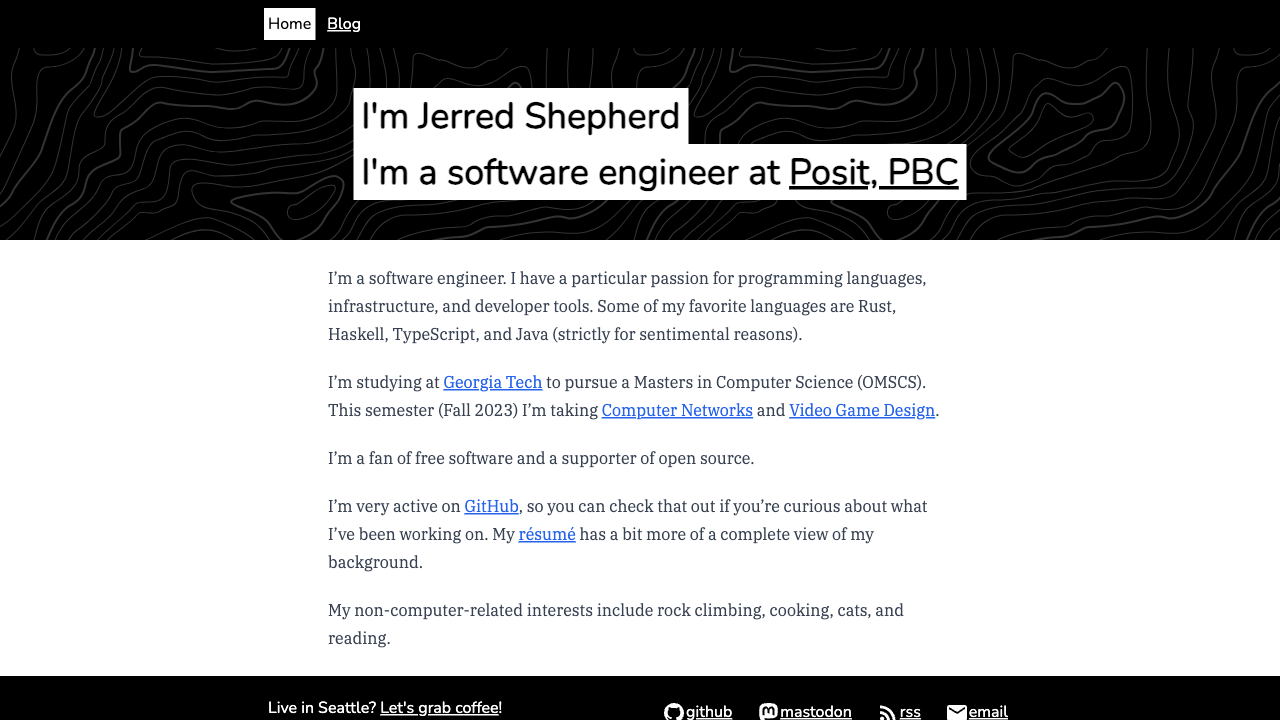 Home Blog
I'm Jerred Shepherd
I'm a software engineer at Posit, PBC
I’m a software engineer. I have a particular passion for programming languages,
infrastructure, and developer tools. Some of my favorite languages are Rust,
Haskell, TypeScript, and Java (strictly for sentimental reasons).
I’m studying at Georgia Tech to pursue a Masters in Computer Science (OMSCS).
This semester (Fall 2023) I’m taking Computer Networks and Video Game Design.
I’m a fan of free software and a supporter of open source.
I’m very active on GitHub, so you can check that out if you’re curious about what
I’ve been working on. My résumé has a bit more of a complete view of my
background.
My non-computer-related interests include rock climbing, cooking, cats, and
reading.
Live in Seattle? Let's grab coffee! github mastodon rss email